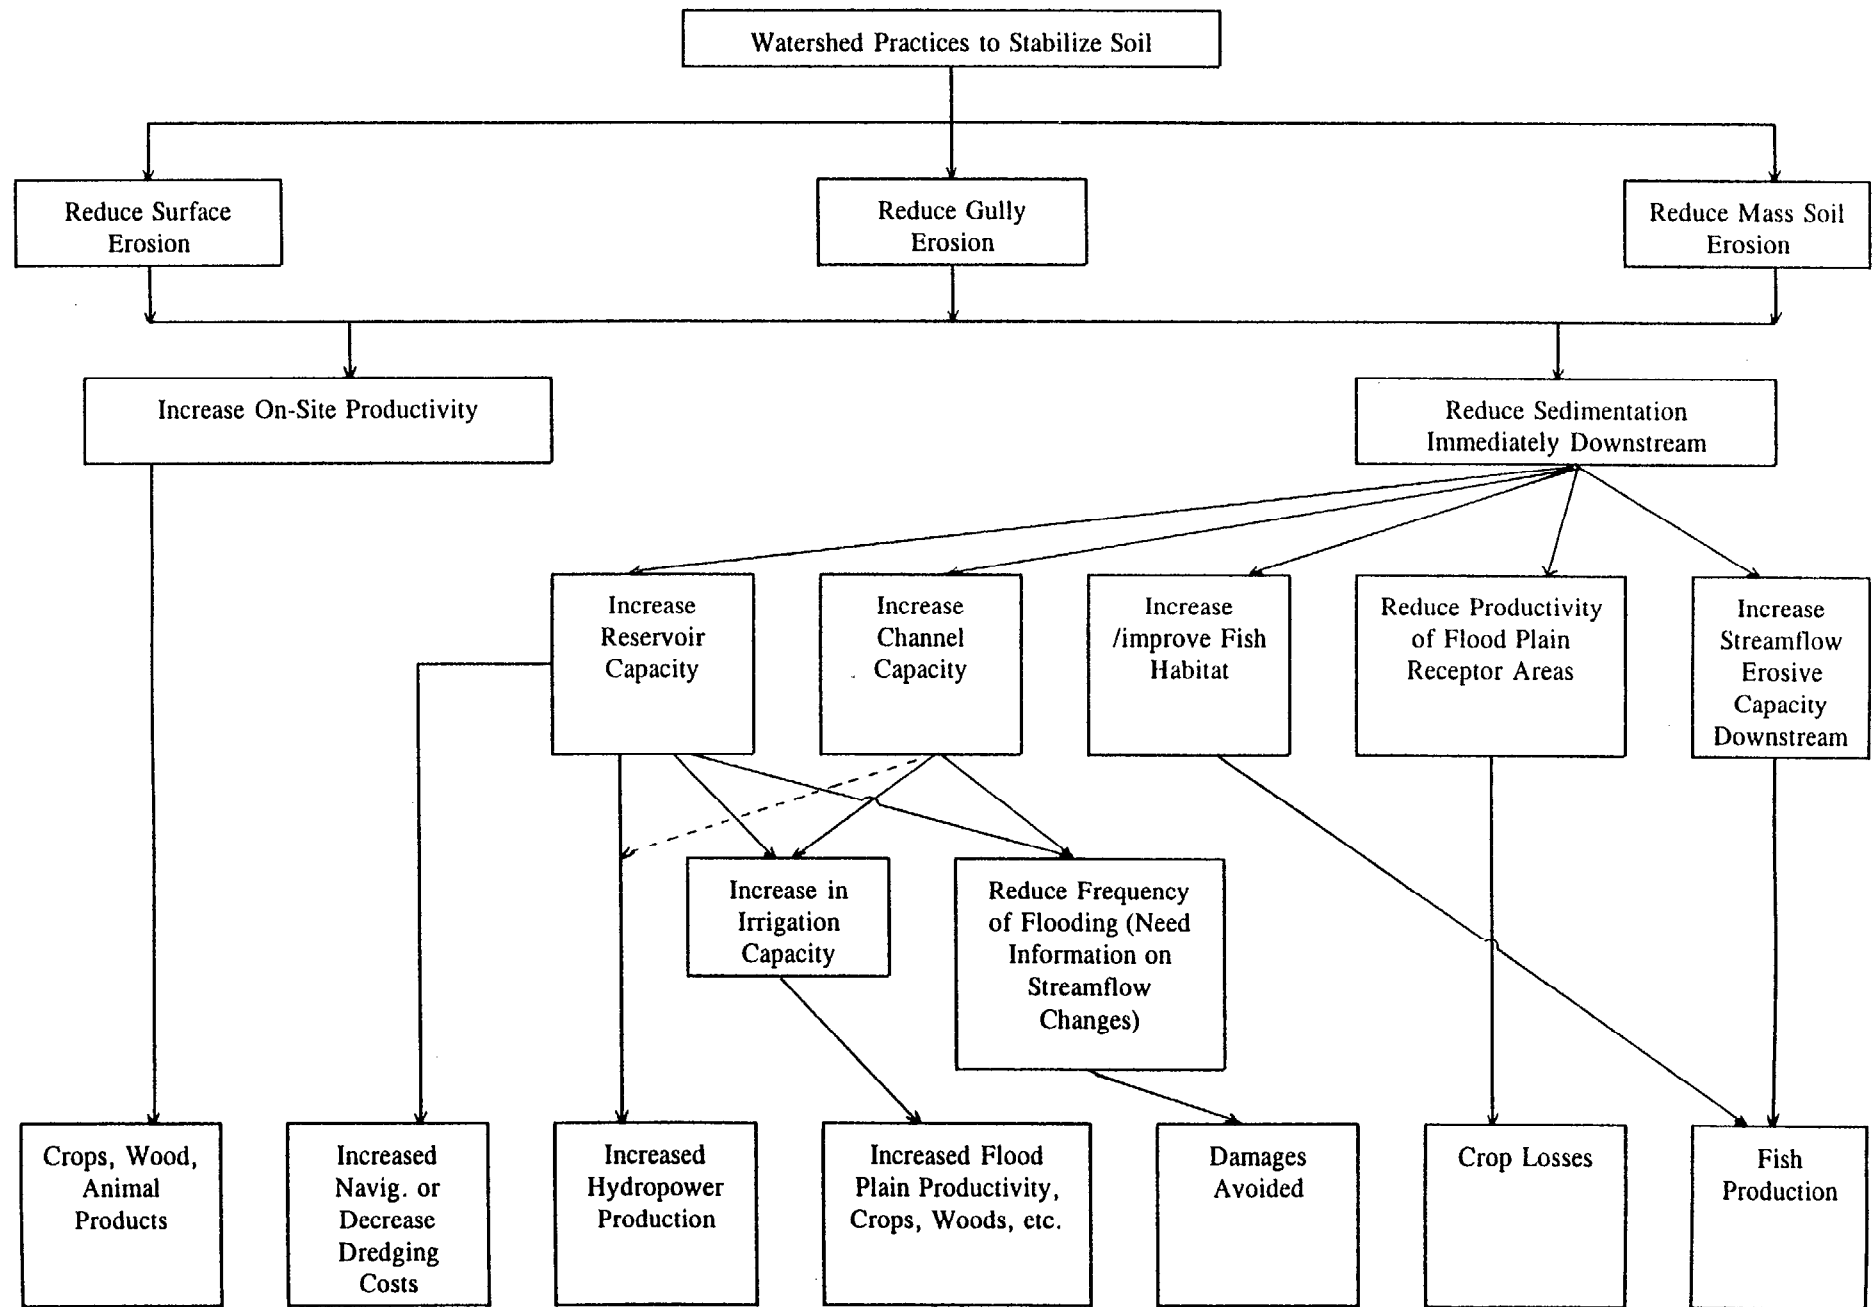 Watershed Practices to Stabilize Soil
Reduce Surface
Erosion
Reduce Gully
Erosion
Reduce Mass Soil
Erosion
Increase On-Site Productivity
Reduce Sedimentation
Immediately Downstream
Increase
Reservoir
Capacity
Increase
Channel
Capacity
Increase
/improve Fish
Habitat
Reduce Productivity
of Flood Plain
Receptor Areas
Increase
Streamflow
Erosive
Capacity
Downstream
Increase in
Irrigation
Capacity
Reduce Frequency
of Flooding (Need
Information on
Streamflow
Changes)
Crops, Wood,
Animal
Products
Increased
Navig. or
Decrease
Dredging
Costs
Increased
Hydropower
Production
Increased Flood
Plain Productivity,
Crops, Woods, etc.
Damages
Avoided
Crop Losses
Fish
Production